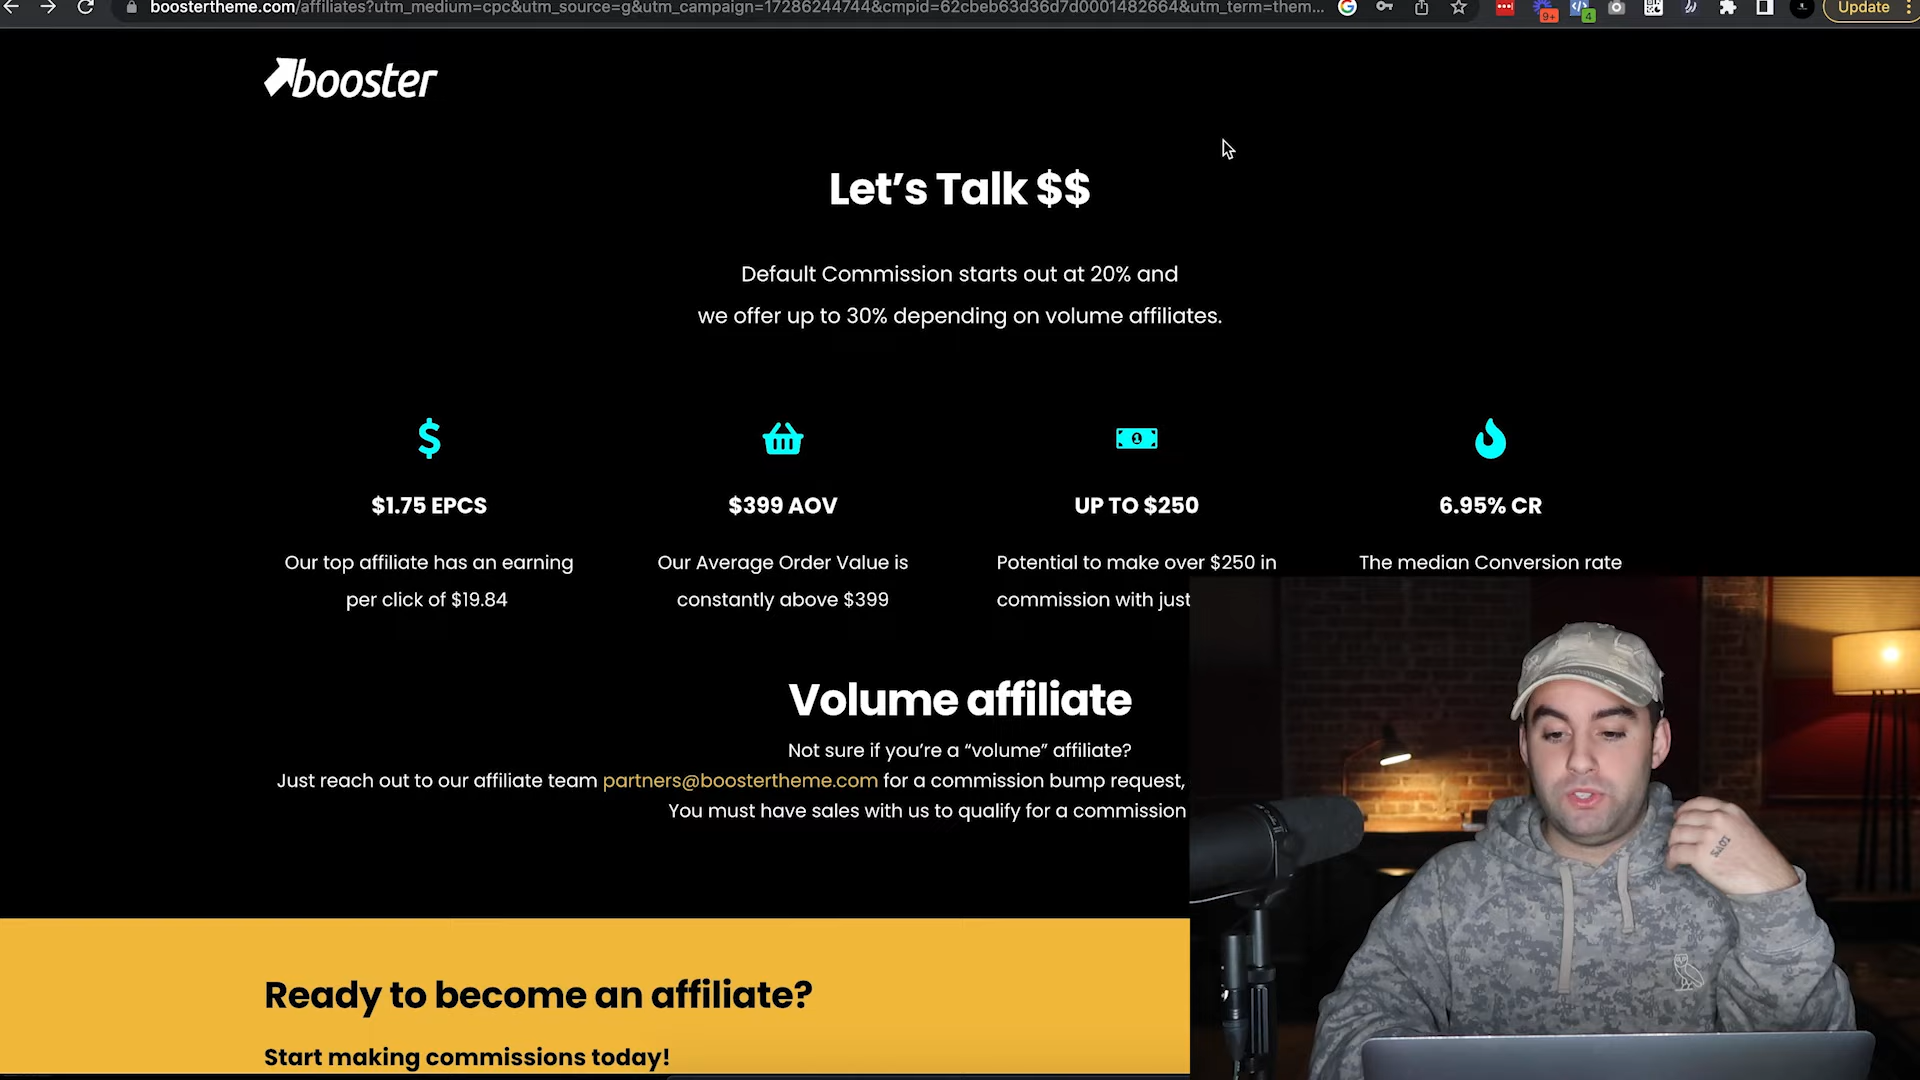 boostertheme.com/affiliates?utm_medium=cpc&utm_source=g&utm_campaign=17286244744&cmpid=62cbeb63d36d7d0001482664&utm_term=them...
9+
4
Update
booster
Let’s Talk $$
Default Commission starts out at 20% and
we offer up to 30% depending on volume affiliates.
$1.75 EPCS
Our top affiliate has an earning
per click of $19.84
$399 AOV
Our Average Order Value is
constantly above $399
UP TO $250
Potential to make over $250 in
commission with just
6.95% CR
The median Conversion rate
Volume affiliate
Not sure if you’re a “volume” affiliate?
Just reach out to our affiliate team partners@boostertheme.com for a commission bump request,
You must have sales with us to qualify for a commission
Ready to become an affiliate?
Start making commissions today!